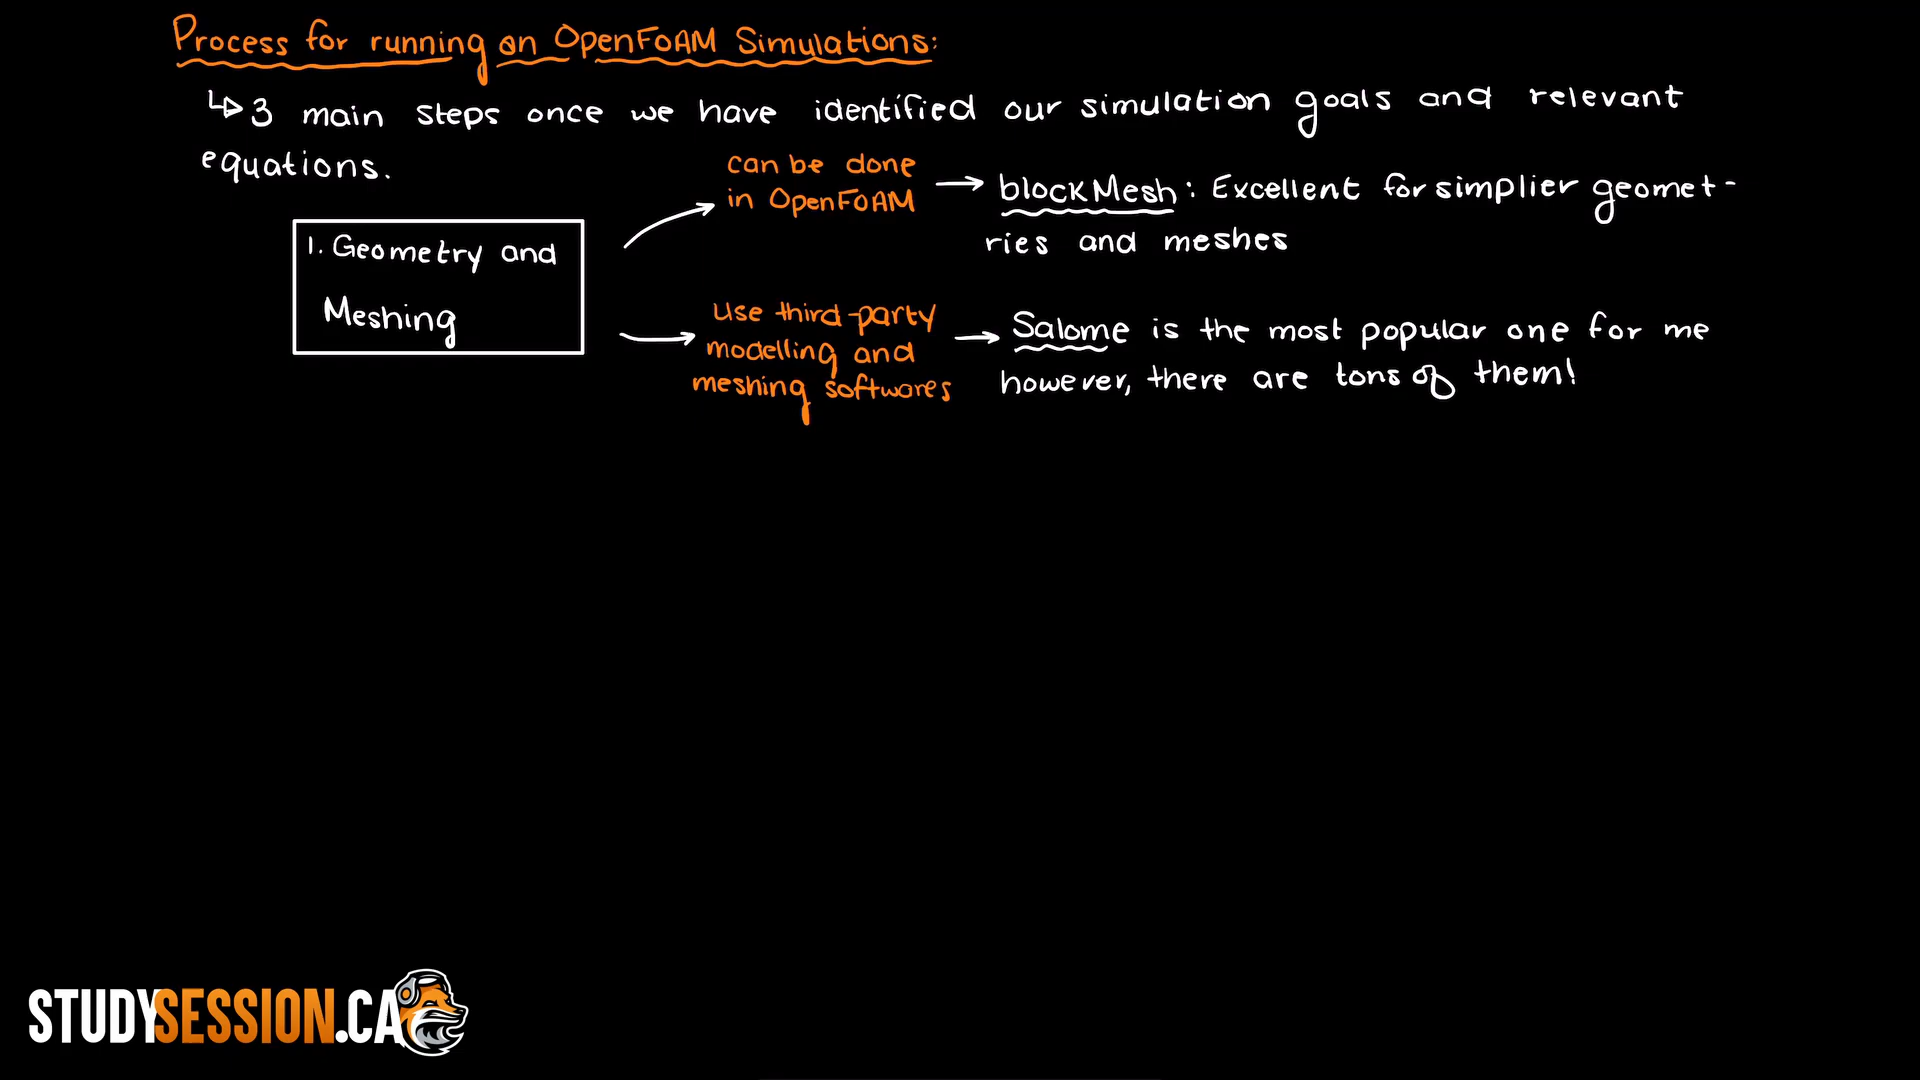 Process for running an OpenFOAM Simulations:
↳ 3 main steps once we have identified our simulation goals and relevant
equations.
1. Geometry and
Meshing
can be done
in OpenFOAM
→ blockMesh: Excellent for simplier geomet-
ries and meshes
Use third-party
modelling and
meshing softwares
→ Salome is the most popular one for me
however, there are tons of them!
STUDYSESSION.CA